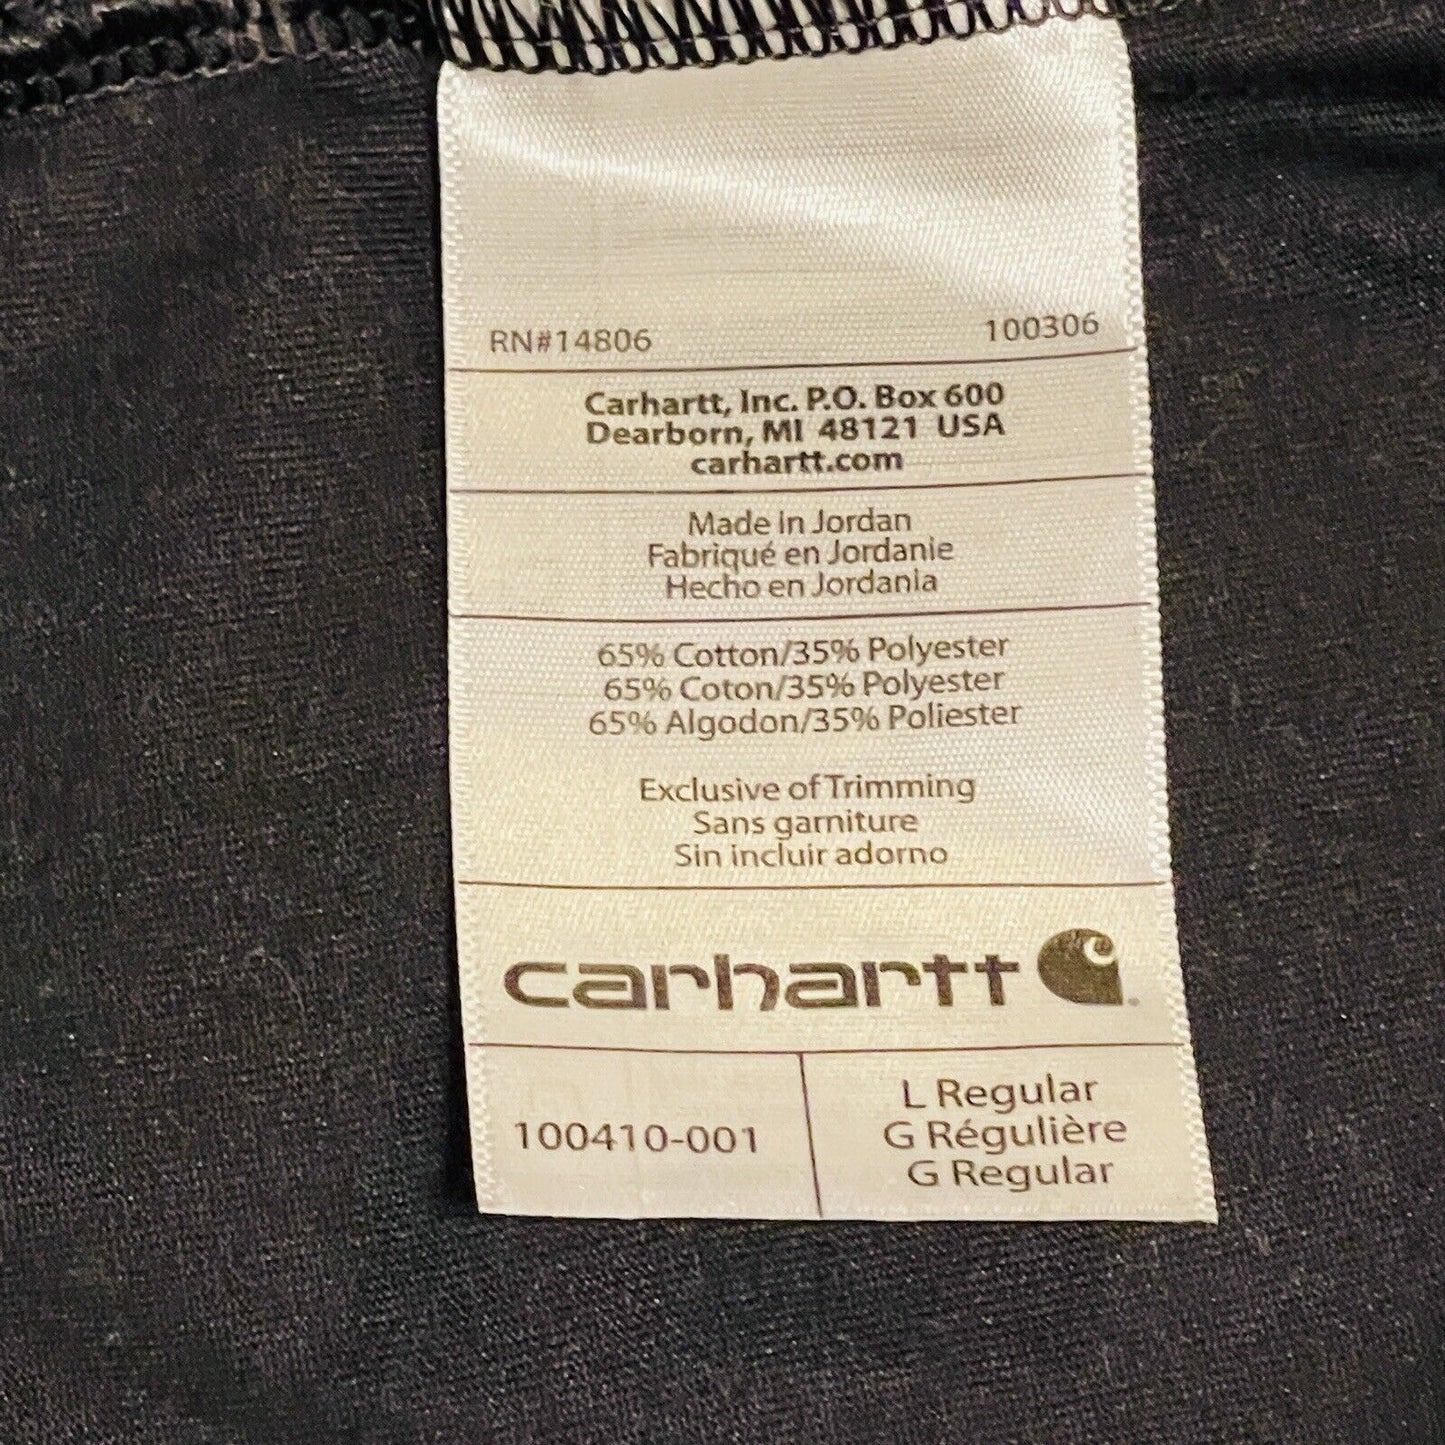 RN#14806 100306
Carhartt, Inc. P.O. Box 600
Dearborn, MI 48121 USA
carhartt.com
Made in Jordan
Fabriqué en Jordanie
Hecho en Jordania
65% Cotton/35% Polyester
65% Coton/35% Polyester
65% Algodon/35% Poliester
Exclusive of Trimming
Sans garniture
Sin incluir adorno
carhartt
100410-001
L Regular
G Régulière
G Regular